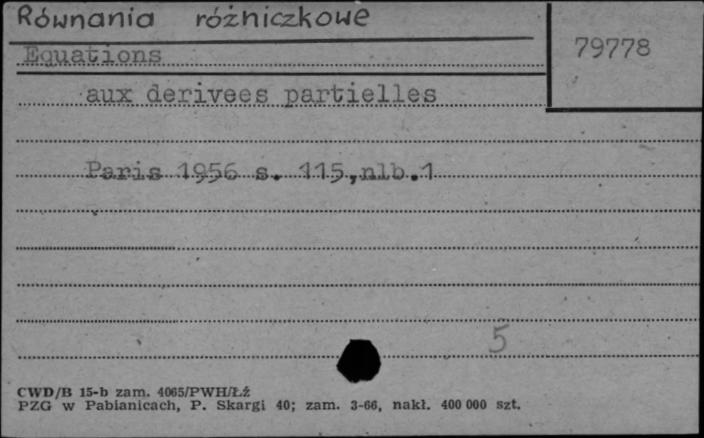 Równania różniczkowe
79778
Equations
aux derivees partielles
Paris 1956 s. 115,nlb.1
5
CWD/B 15-b zam. 4065/PWH/Łź
PZG w Pabianicach, P. Skargi 40; zam. 3-66, nakł. 400 000 szt.